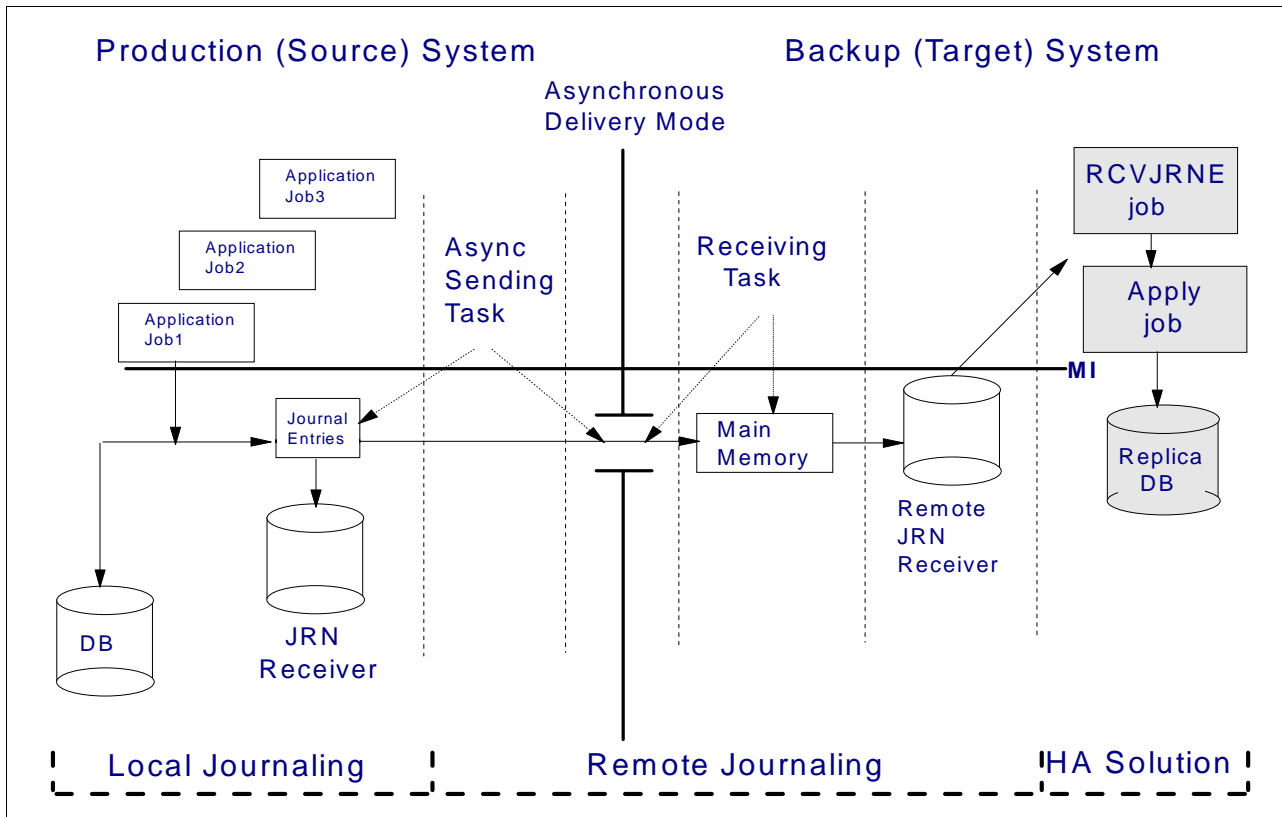 Production (Source) System
Backup (Target) System
Asynchronous
Delivery Mode
Application
Job3
Application
Job2
Application
Job1
Async
Sending
Task
Receiving
Task
RCVJRNE
job
Apply
job
MI
Journal
Entries
Main
Memory
Replica
DB
Remote
JRN
Receiver
DB
JRN
Receiver
Local Journaling
Remote Journaling
HA Solution